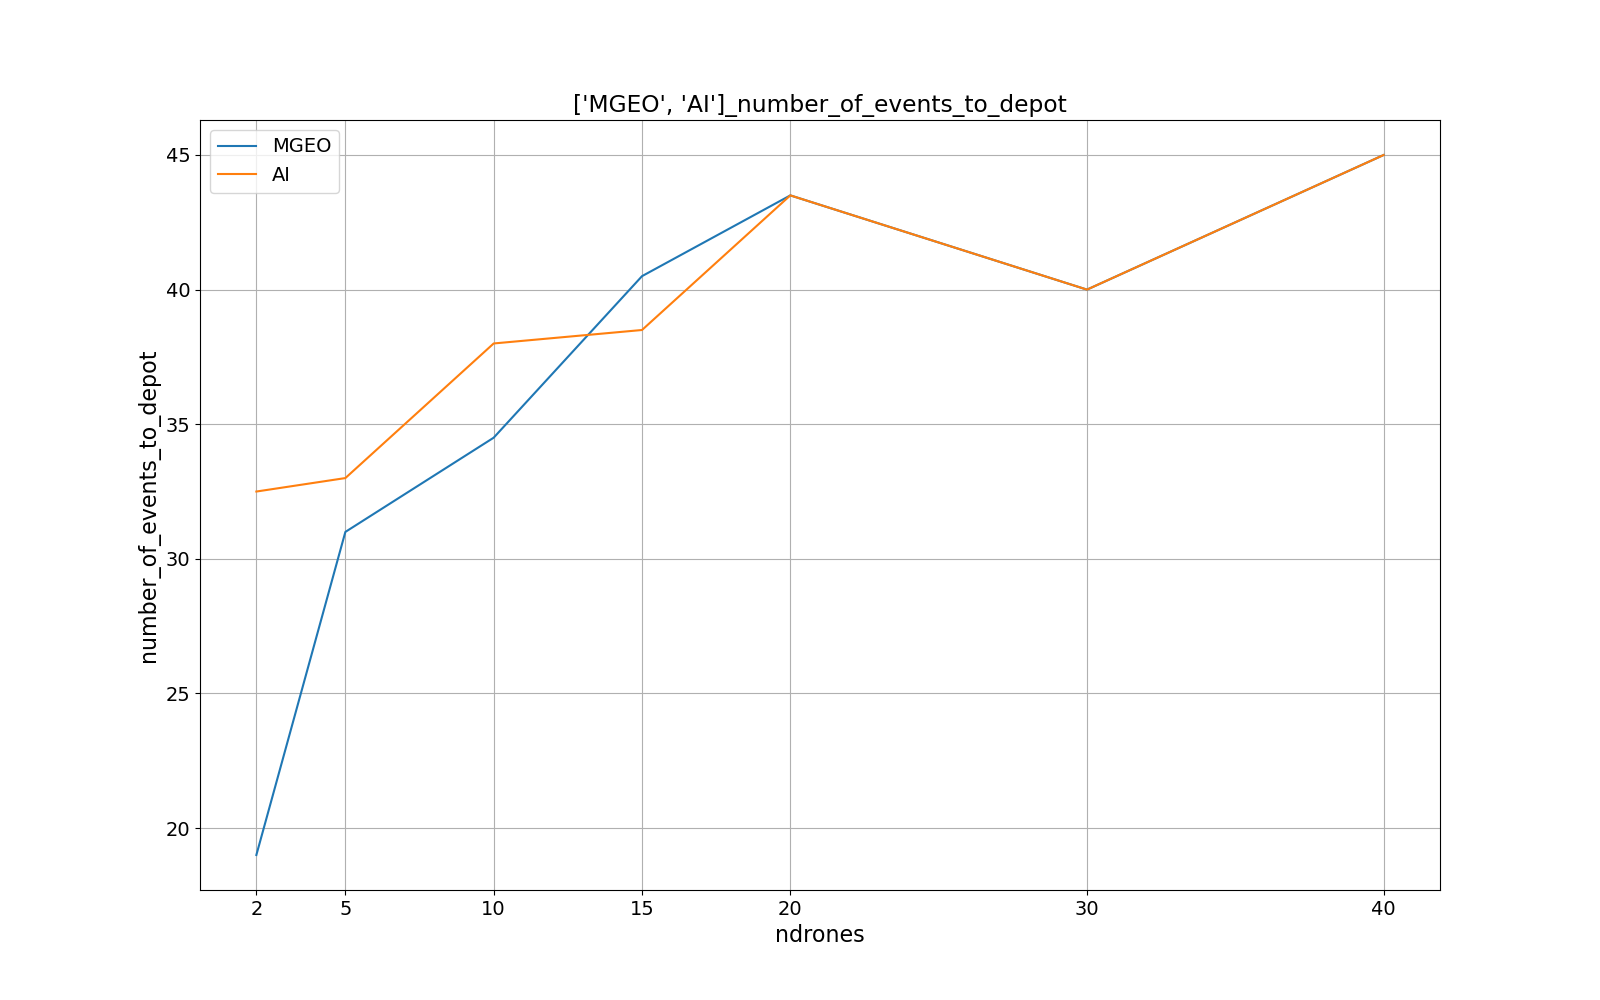 ['MGEO', 'AI']_number_of_events_to_depot
MGEO
AI
number_of_events_to_depot
45
40
35
30
25
20
2 5 10 15 20 30 40
ndrones